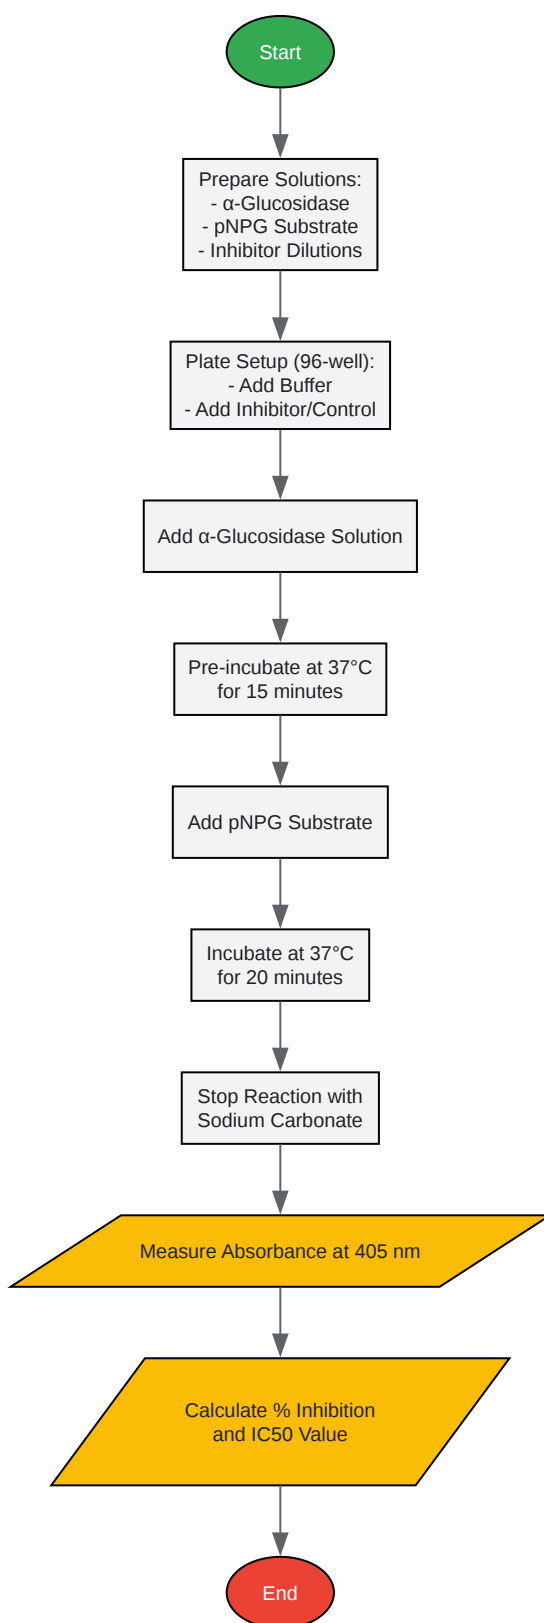 Start
Prepare Solutions:
- α-Glucosidase
- pNPG Substrate
- Inhibitor Dilutions
Plate Setup (96-well):
- Add Buffer
- Add Inhibitor/Control
Add α-Glucosidase Solution
Pre-incubate at 37°C
for 15 minutes
Add pNPG Substrate
Incubate at 37°C
for 20 minutes
Stop Reaction with
Sodium Carbonate
Measure Absorbance at 405 nm
Calculate % Inhibition
and IC50 Value
End